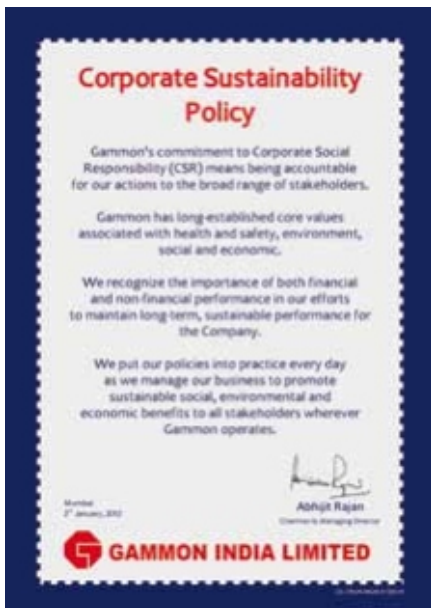 Corporate Sustainability
Policy
Gammon's commitment to Corporate Social
Responsibility (CSR) means being accountable
for our actions to the broad range of stakeholders.
Gammon has long-established core values
associated with health and safety, environment,
social and economic.
We recognize the importance of both financial
and non-financial performance in our efforts
to maintain long-term, sustainable performance for
the Company.
We put our policies into practice every day
as we manage our business to promote
sustainable social, environmental and
economic benefits to all stakeholders wherever
Gammon operates.
Mumbai
2nd January, 2012
Abhijit Rajan
Chairman & Managing Director
GAMMON INDIA LIMITED